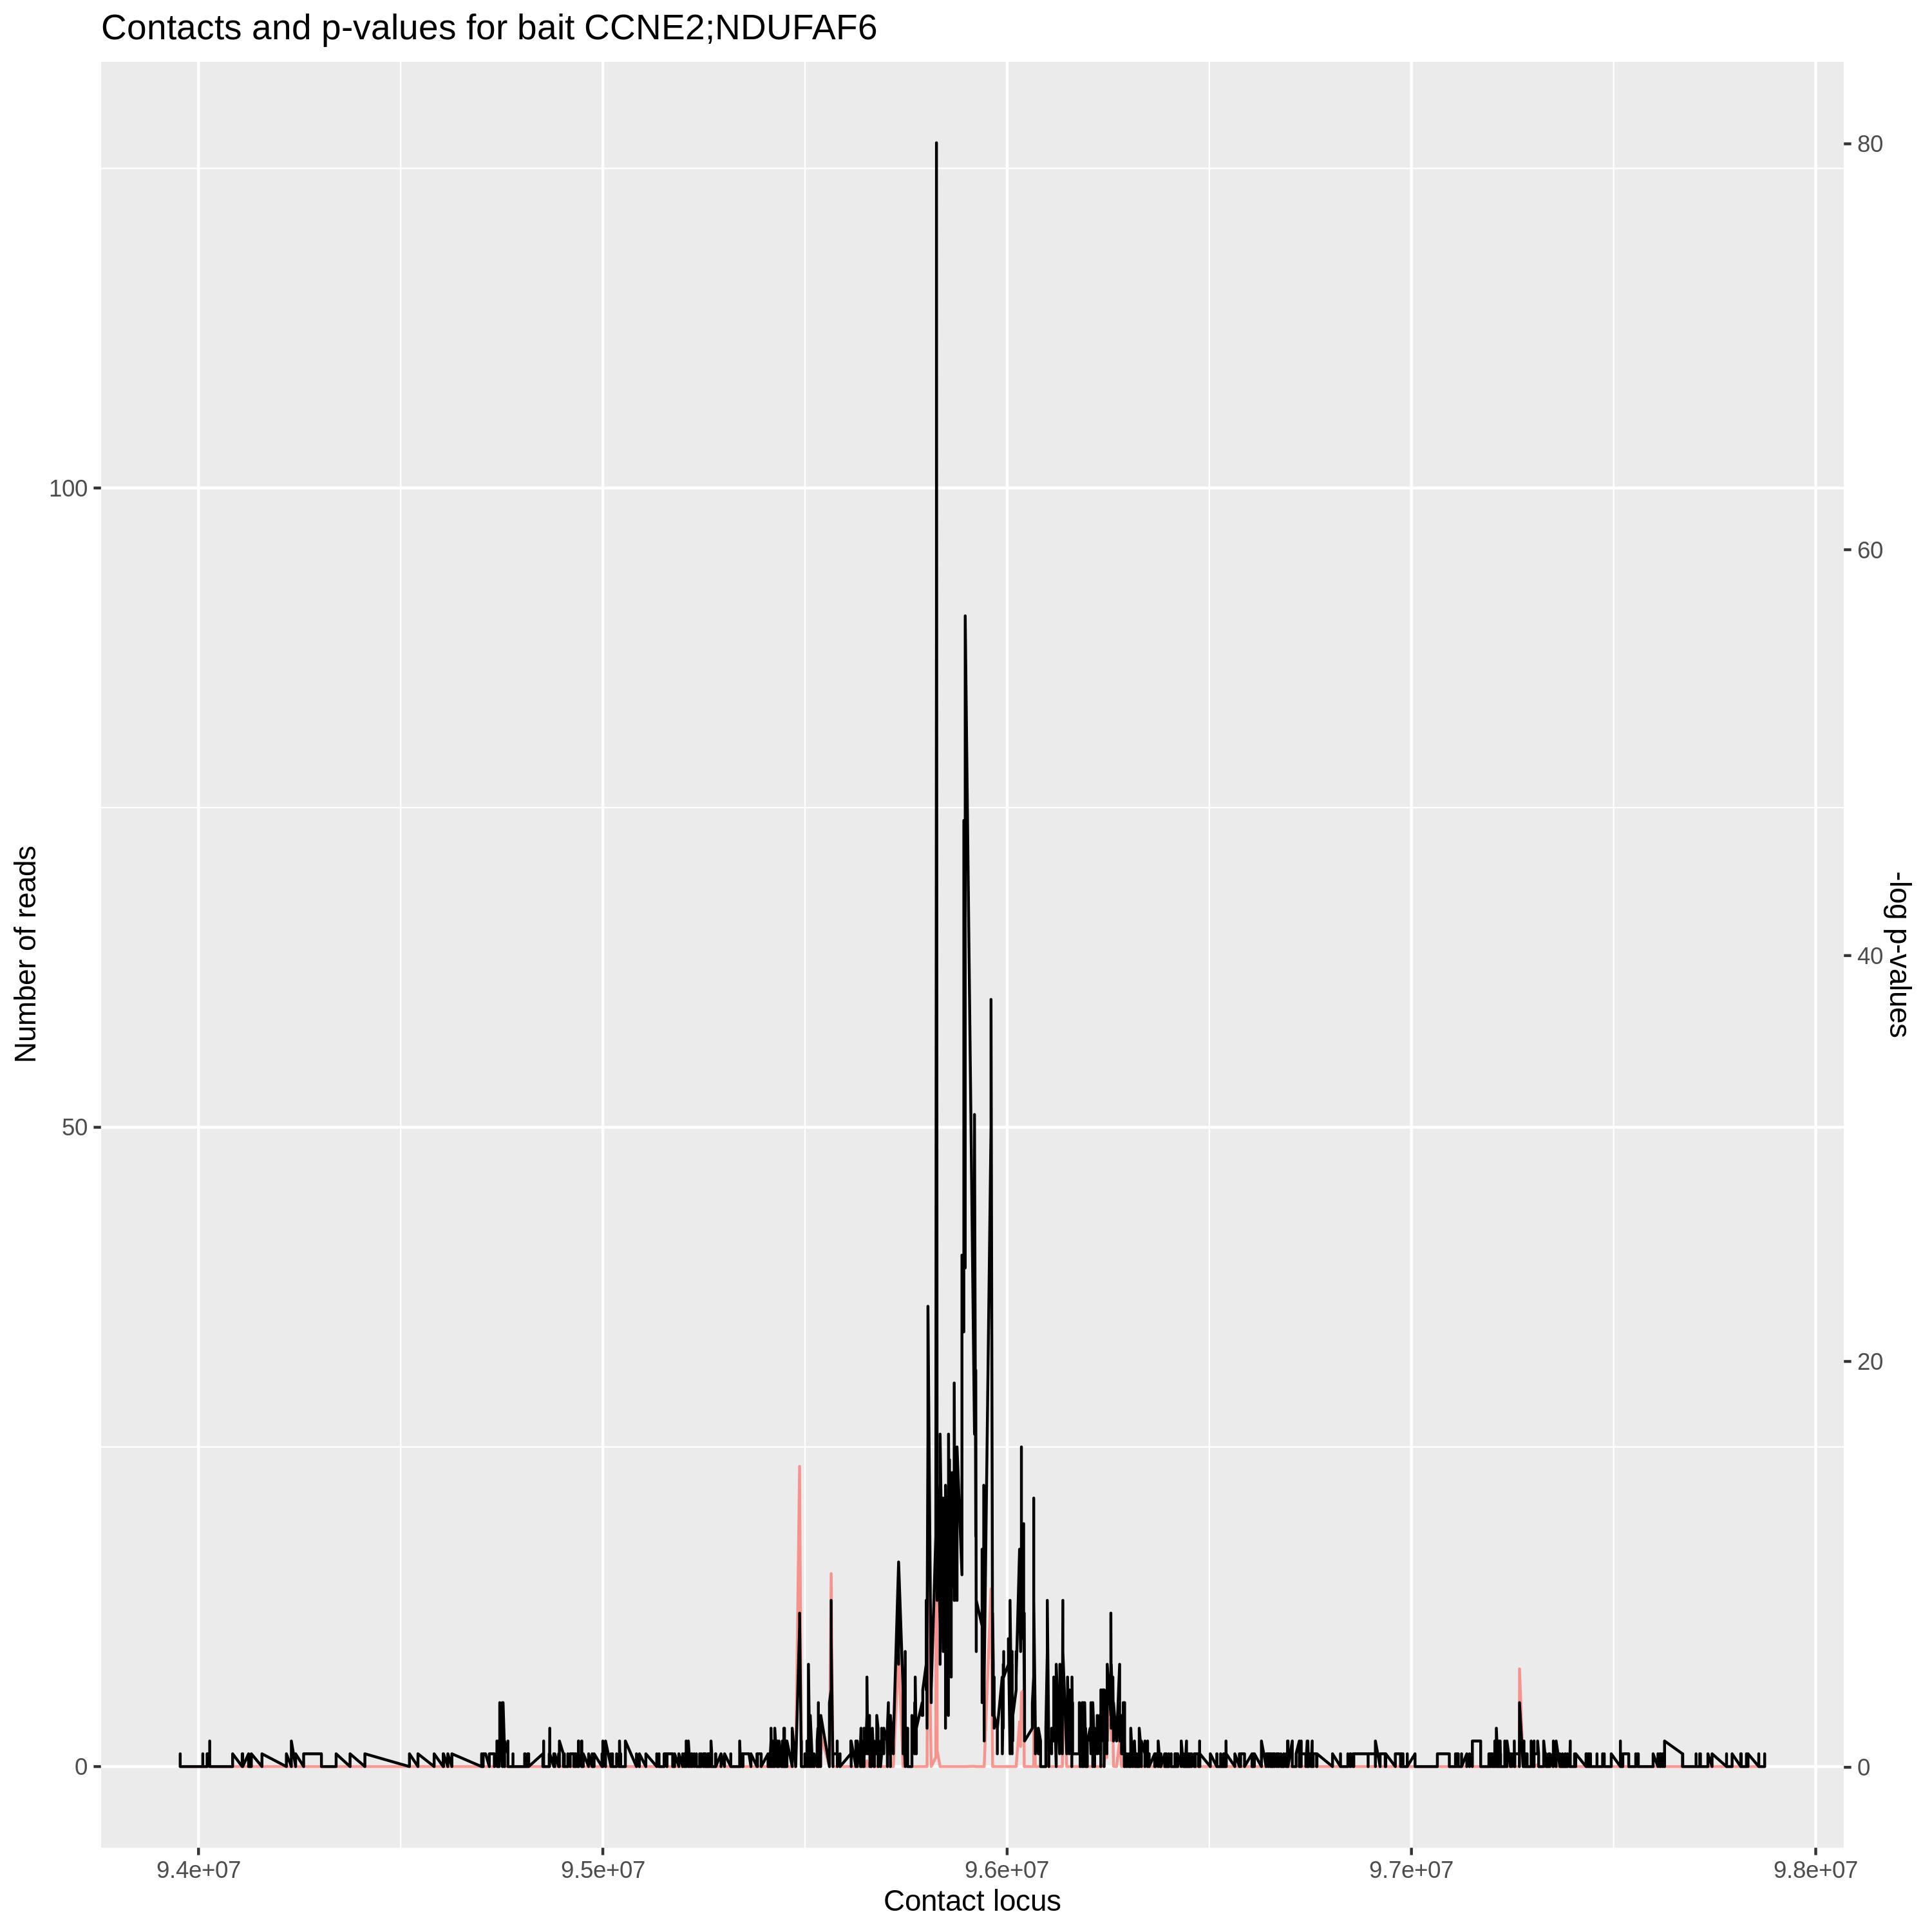 Contacts and p-values for bait CCNE2;NDUFAF6
Number of reads
100
50
0
80
60
40
20
0
-log p-values
9.4e+07 9.5e+07 9.6e+07 9.7e+07 9.8e+07
Contact locus